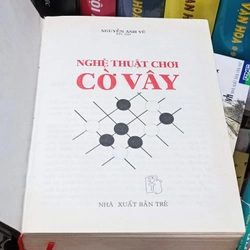 NGUYỄN ANH VŨ
NGHỆ THUẬT CHƠI
CỜ VÂY
NHÀ XUẤT BẢN TRẺ